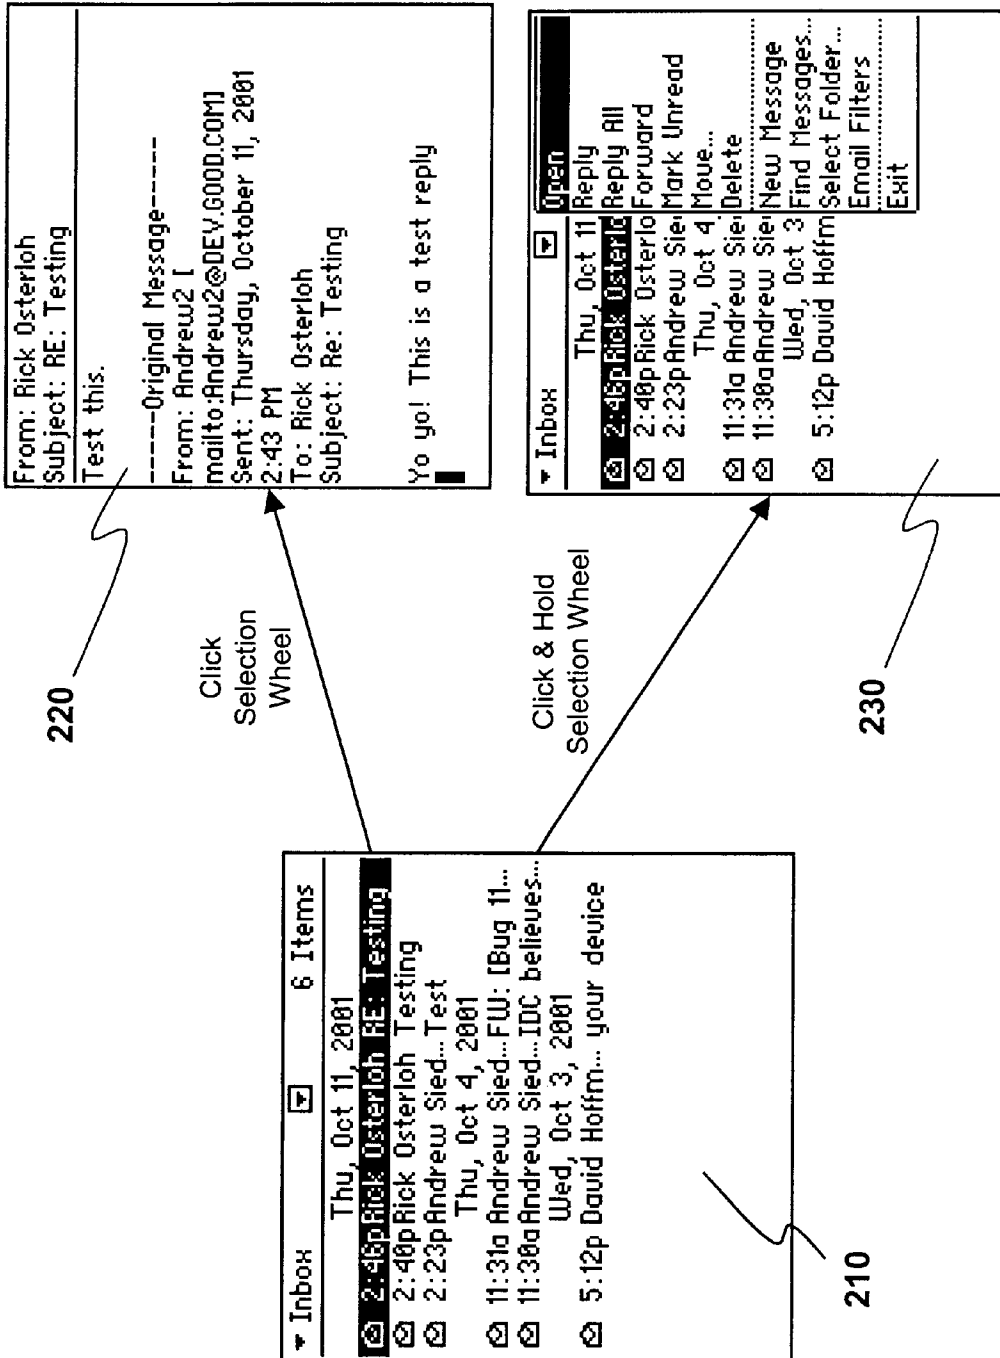 Inbox 6 Items
Thu, Oct 11, 2001
2:46p Rick Osterloh RE: Testing
2:40p Rick Osterloh Testing
2:23p Andrew Sied... Test
Thu, Oct 4, 2001
11:31a Andrew Sied... FW: [Bug 11...
11:30a Andrew Sied... IDC believes...
Wed, Oct 3, 2001
5:12p David Hoffm... your device
210
Click
Selection
Wheel
Click & Hold
Selection Wheel
220
From: Rick Osterloh
Subject: RE: Testing
Test this.
-----Original Message-----
From: Andrew2 [
mailto:Andrew2@DEV.GOOD.COM]
Sent: Thursday, October 11, 2001
2:43 PM
To: Rick Osterloh
Subject: Re: Testing
Yo yo! This is a test reply
230
Inbox
Thu, Oct 11
2:46p Rick Osterlo
2:40p Rick Osterlo
2:23p Andrew Sie
Thu, Oct 4
11:31a Andrew Sie
11:30a Andrew Sie
Wed, Oct 3
5:12p David Hoffm
Open
Reply
Reply All
Forward
Mark Unread
Move...
Delete
New Message
Find Messages...
Select Folder...
Email Filters
Exit